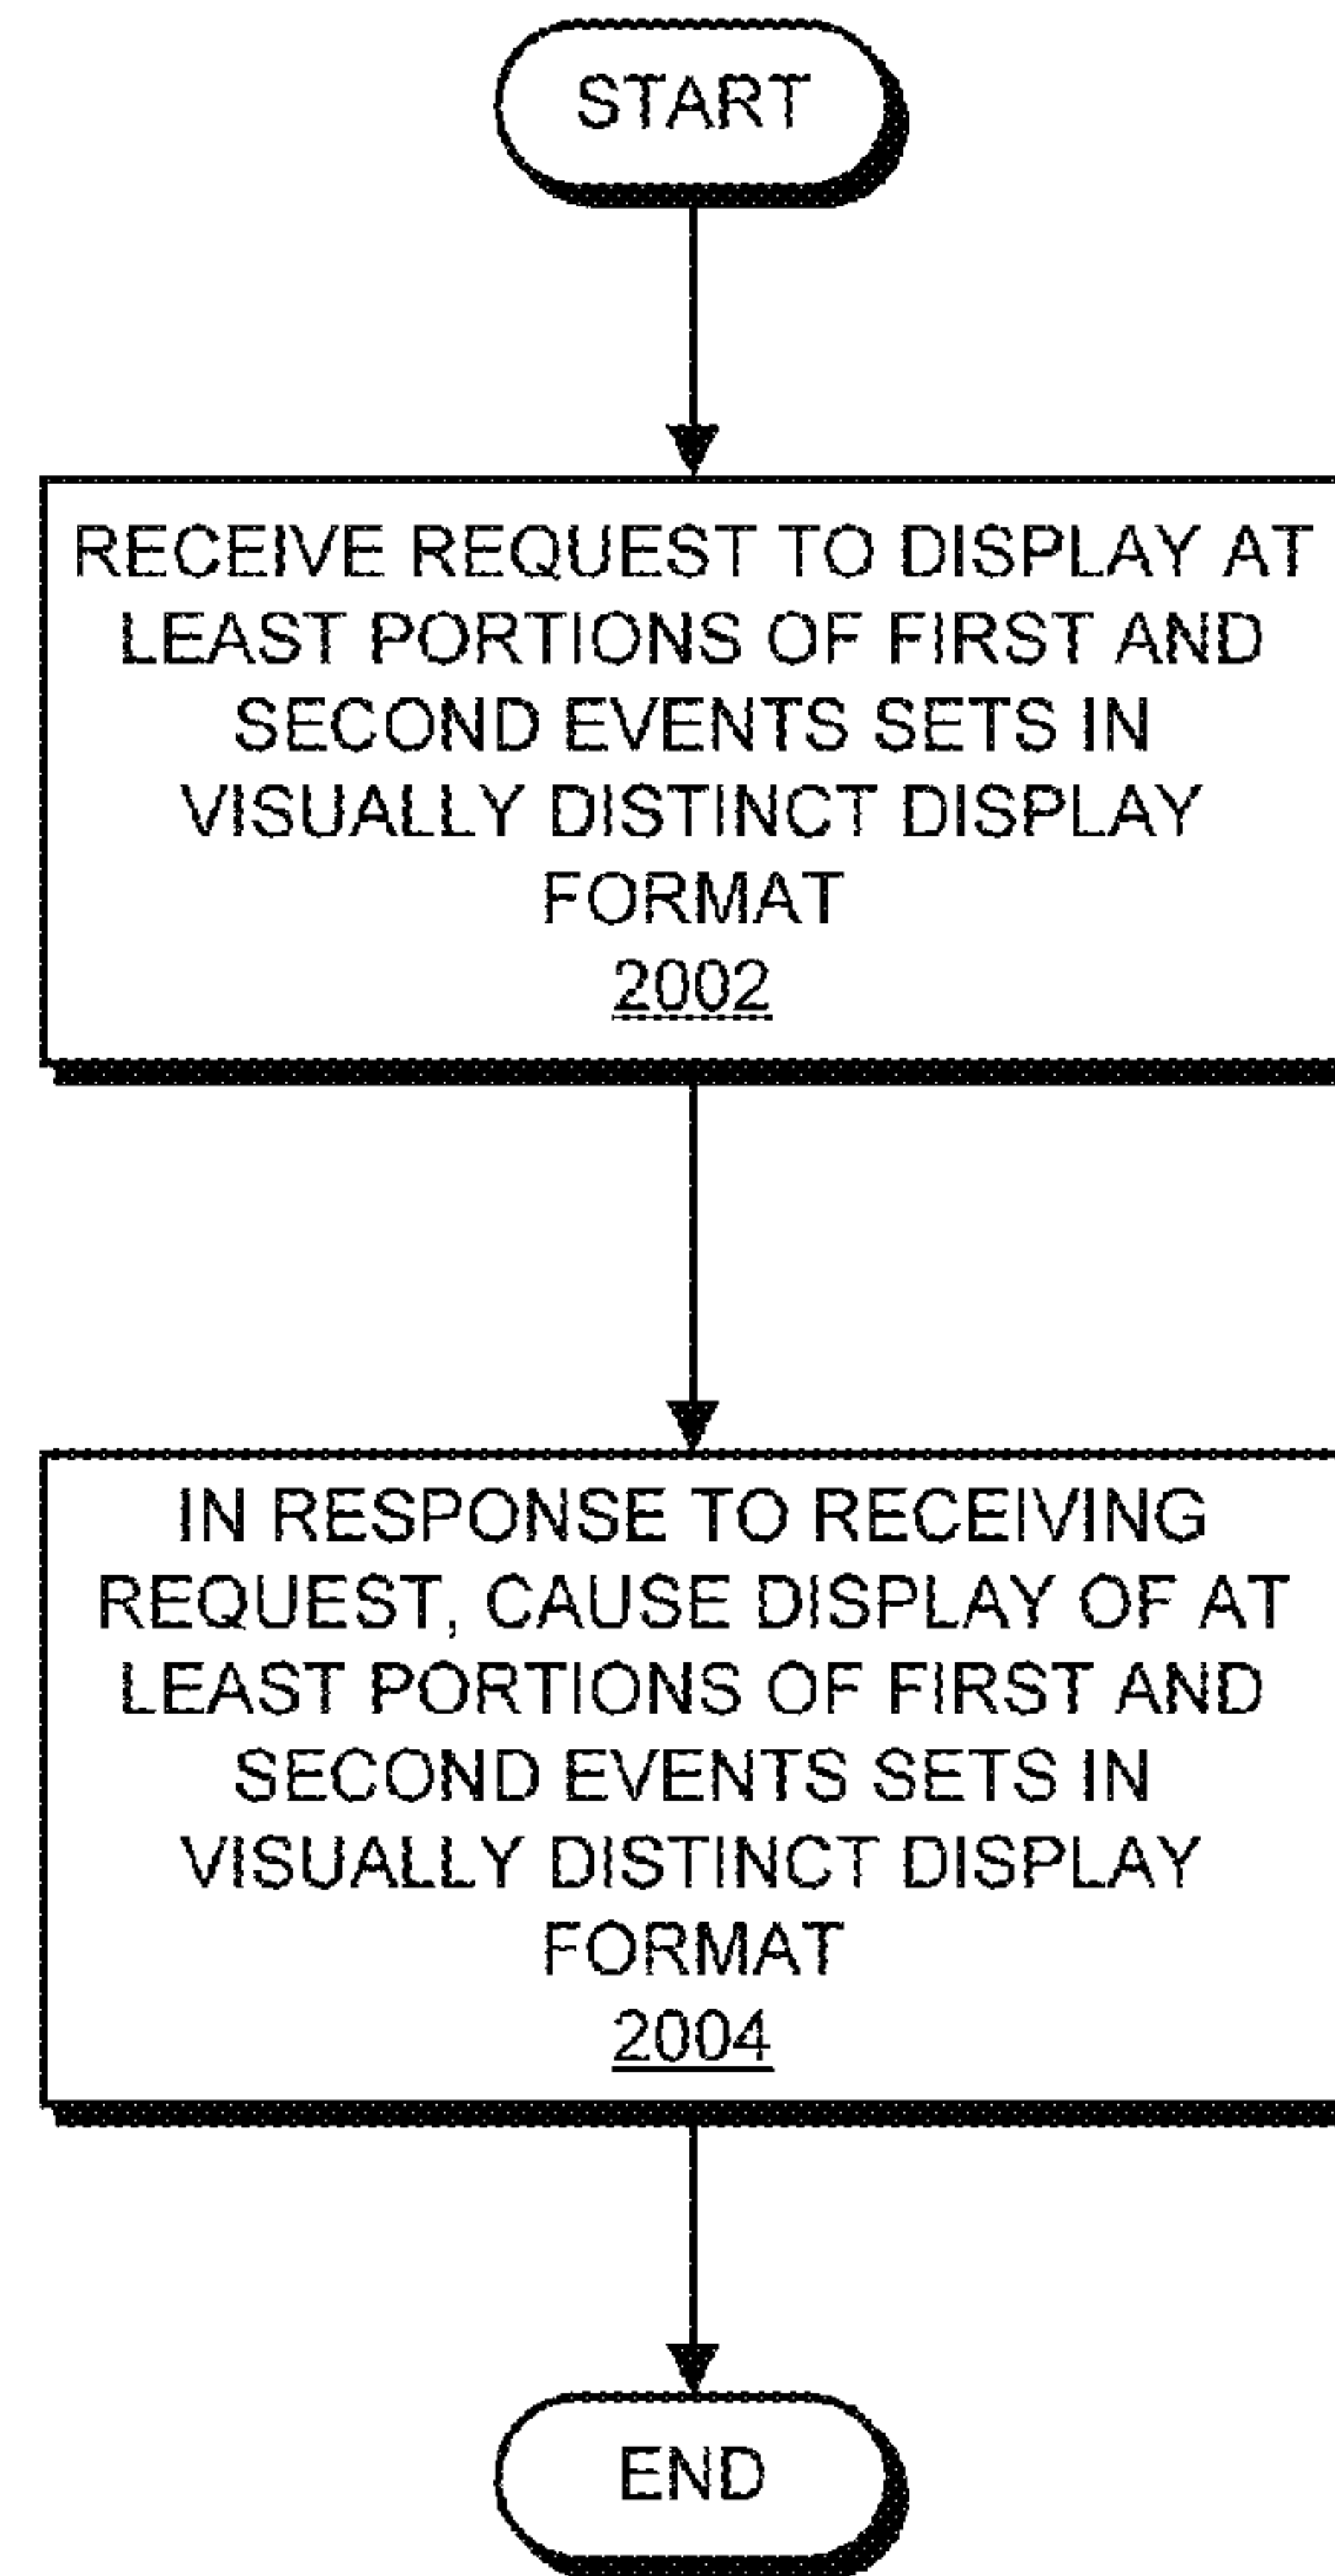 START
RECEIVE REQUEST TO DISPLAY AT
LEAST PORTIONS OF FIRST AND
SECOND EVENTS SETS IN
VISUALLY DISTINCT DISPLAY
FORMAT
2002
IN RESPONSE TO RECEIVING
REQUEST, CAUSE DISPLAY OF AT
LEAST PORTIONS OF FIRST AND
SECOND EVENTS SETS IN
VISUALLY DISTINCT DISPLAY
FORMAT
2004
END